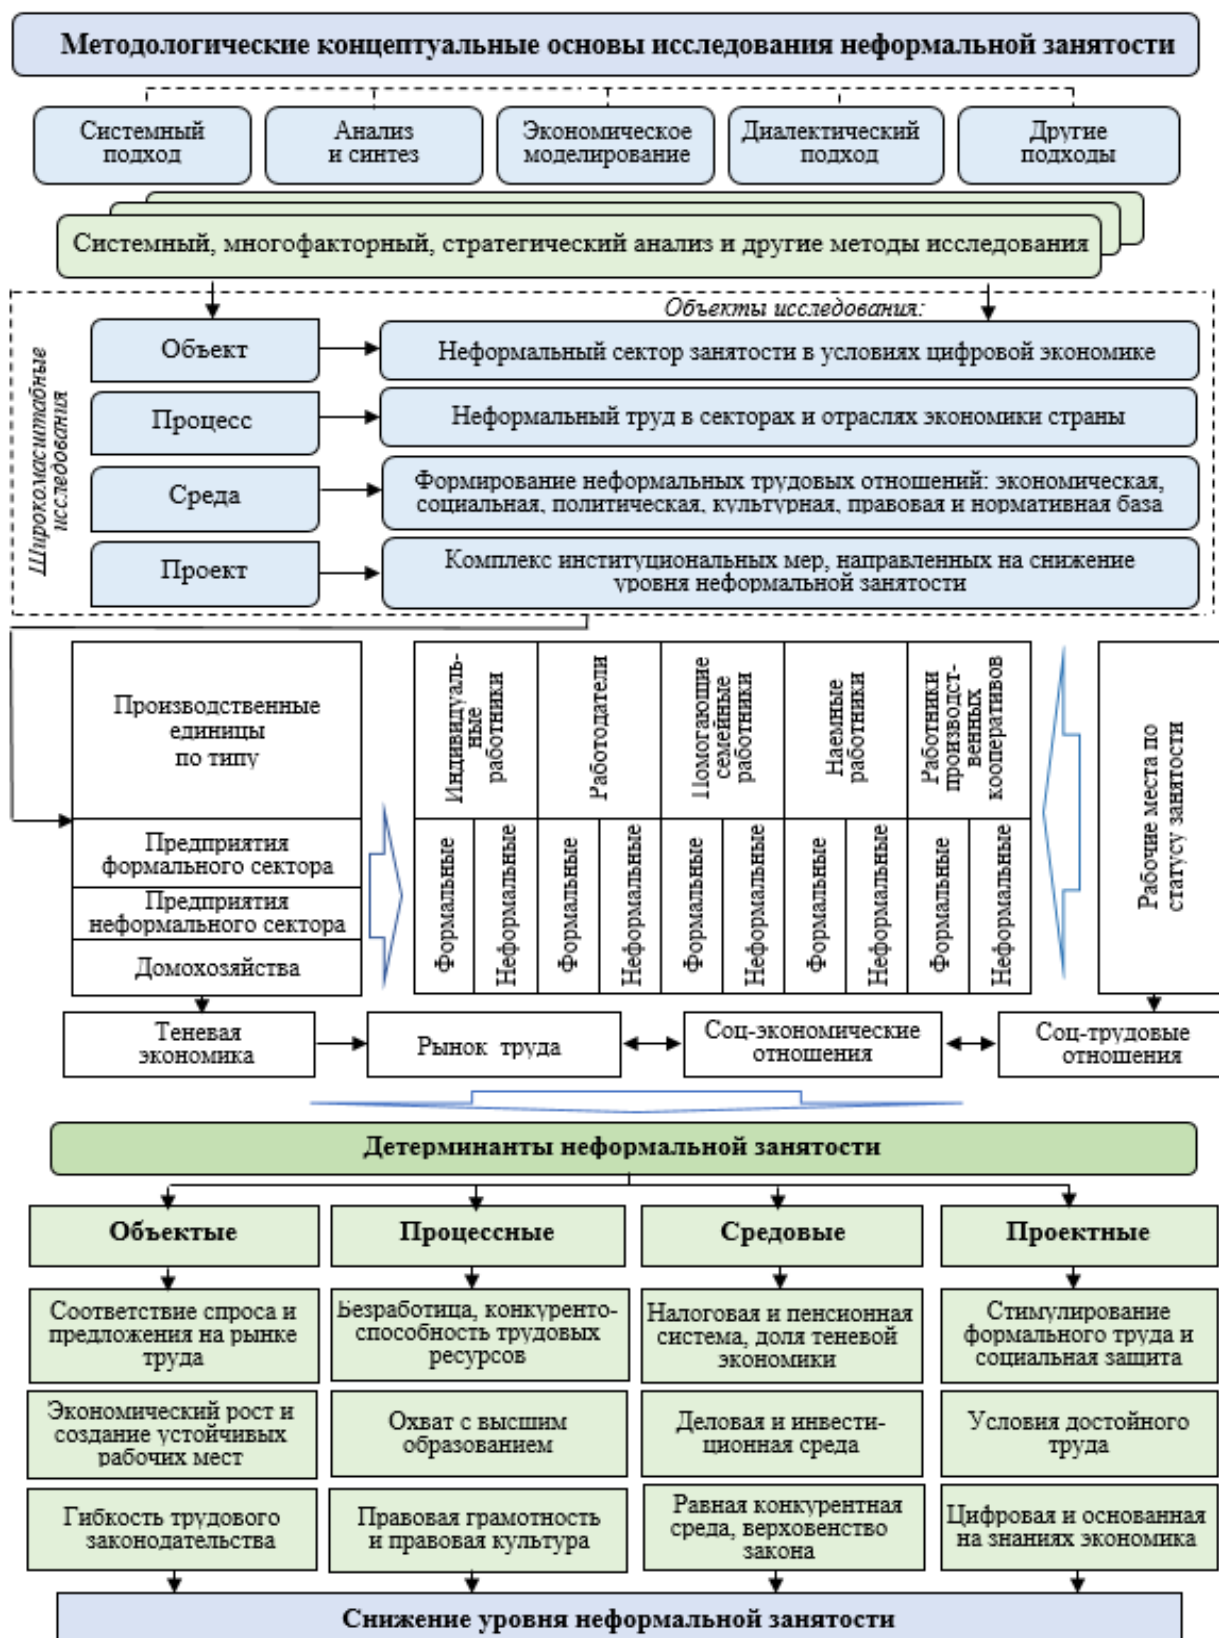 Методологические концептуальные основы исследования неформальной занятости
Системный
подход
Анализ
и синтез
Экономическое
моделирование
Диалектический
подход
Другие
подходы
Системный, многофакторный, стратегический анализ и другие методы исследования
Объекты исследования:
Широкомасштабные
исследования
Объект
Неформальный сектор занятости в условиях цифровой экономике
Процесс
Неформальный труд в секторах и отраслях экономики страны
Среда
Формирование неформальных трудовых отношений: экономическая,
социальная, политическая, культурная, правовая и нормативная база
Проект
Комплекс институциональных мер, направленных на снижение
уровня неформальной занятости
Производственные
единицы
по типу
Индивидуаль-
ные
работники
Работодатели
Помогающие
семейные
работники
Наемные
работники
Работники
производст-
венных
кооперативов
Рабочие места по
статусу занятости
Предприятия
формального сектора
Предприятия
неформального сектора
Домохозяйства
Формальные
Неформальные
Формальные
Неформальные
Формальные
Неформальные
Формальные
Неформальные
Формальные
Неформальные
Теневая
экономика
Рынок труда
Соц-экономические
отношения
Соц-трудовые
отношения
Детерминанты неформальной занятости
Объектые
Процессные
Средовые
Проектные
Соответствие спроса и
предложения на рынке
труда
Безработица, конкуренто-
способность трудовых
ресурсов
Налоговая и пенсионная
система, доля теневой
экономики
Стимулирование
формального труда и
социальная защита
Экономический рост и
создание устойчивых
рабочих мест
Охват с высшим
образованием
Деловая и инвести-
ционная среда
Условия достойного
труда
Гибкость трудового
законодательства
Правовая грамотность
и правовая культура
Равная конкурентная
среда, верховенство
закона
Цифровая и основанная
на знаниях экономика
Снижение уровня неформальной занятости